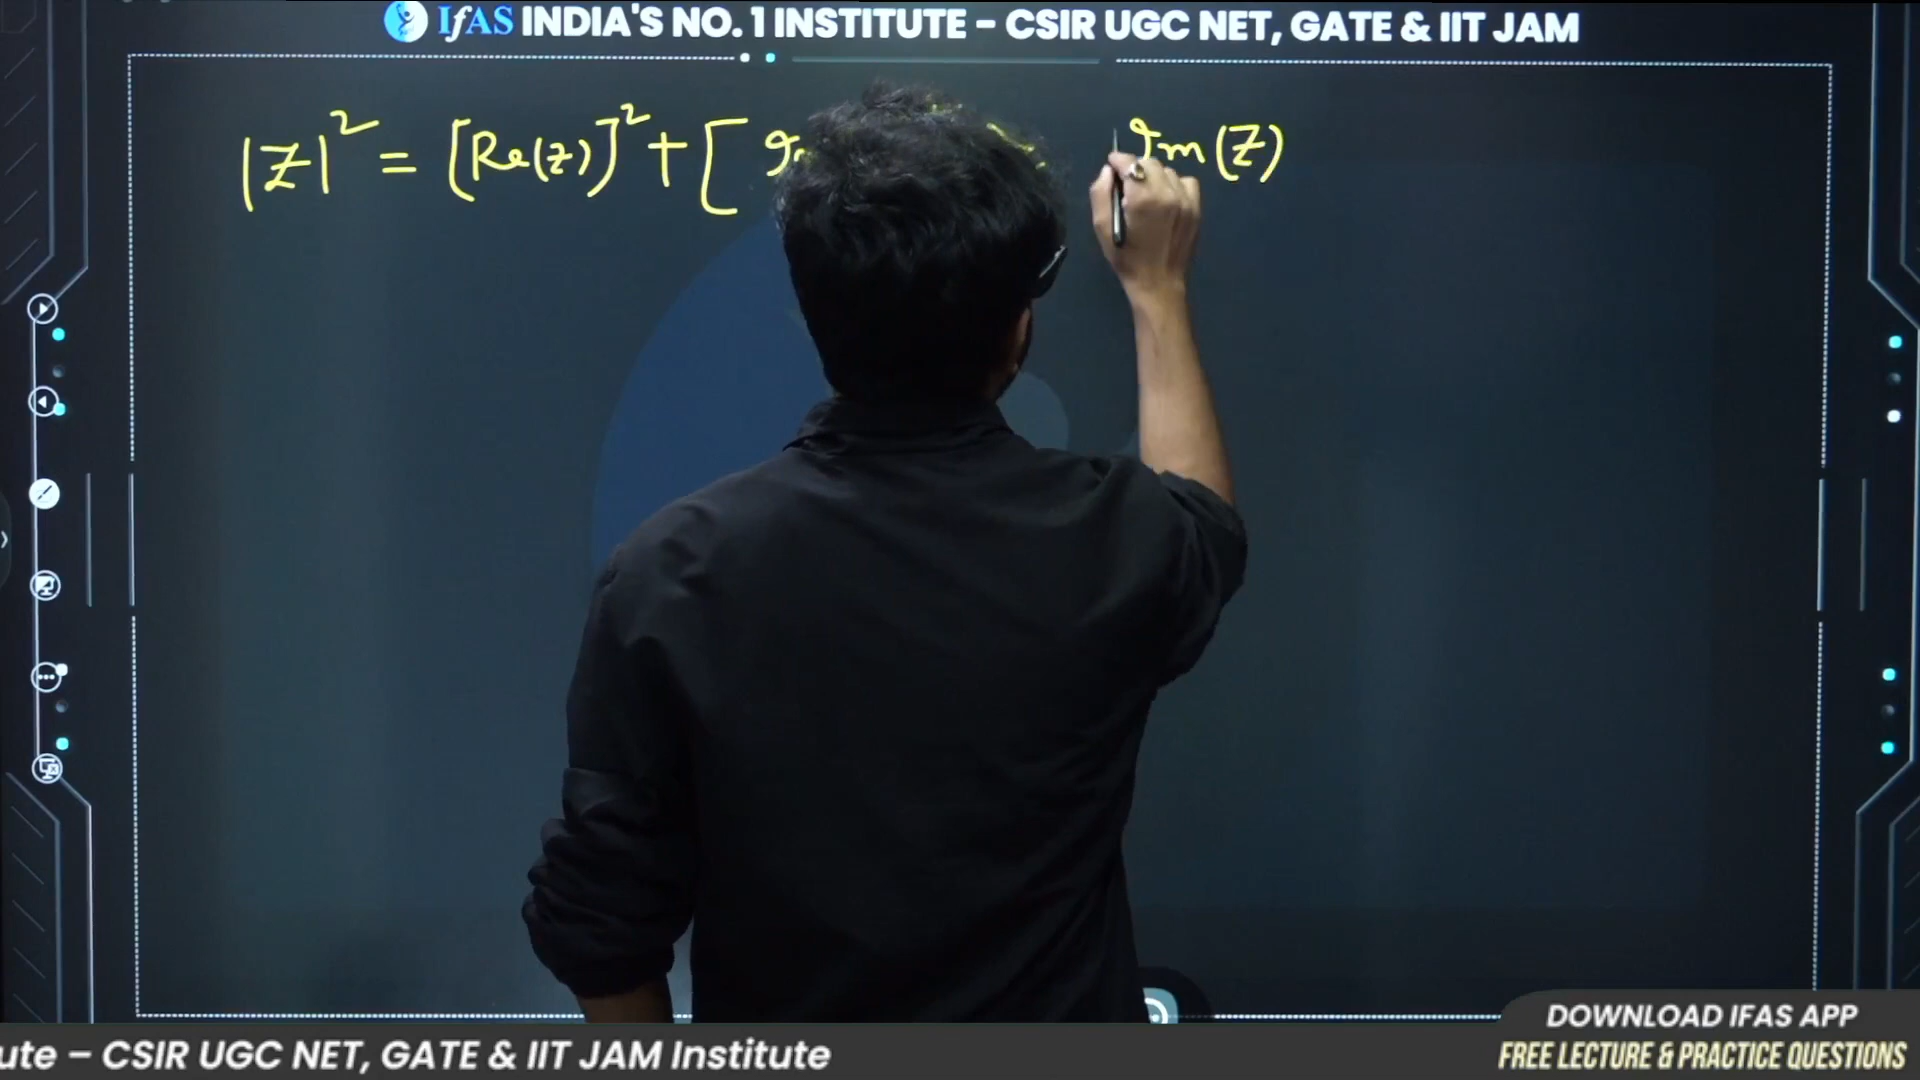 IfAS INDIA'S NO. 1 INSTITUTE - CSIR UGC NET, GATE & IIT JAM
|Z|² = [Re(z)]² + [ Im(Z)
DOWNLOAD IFAS APP
ute – CSIR UGC NET, GATE & IIT JAM Institute
FREE LECTURE & PRACTICE QUESTIONS